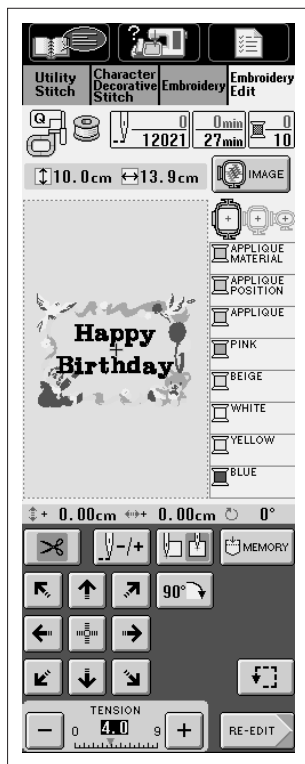 Utility Stitch
Character Decorative Stitch
Embroidery
Embroidery Edit
Q
0
12021
0min
27min
0
10
10.0cm 13.9cm
IMAGE
APPLIQUE MATERIAL
APPLIQUE POSITION
APPLIQUE
PINK
BEIGE
WHITE
YELLOW
BLUE
Happy
Birthday
+ 0.00cm + 0.00cm 0°
-/+
MEMORY
90°
TENSION
- 0 4.0 9 +
RE-EDIT